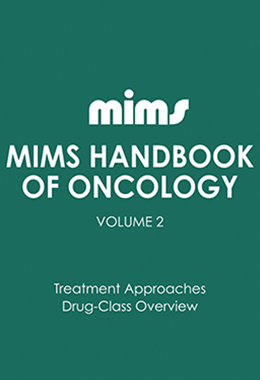 mims
MIMS HANDBOOK
OF ONCOLOGY
VOLUME 2
Treatment Approaches
Drug-Class Overview